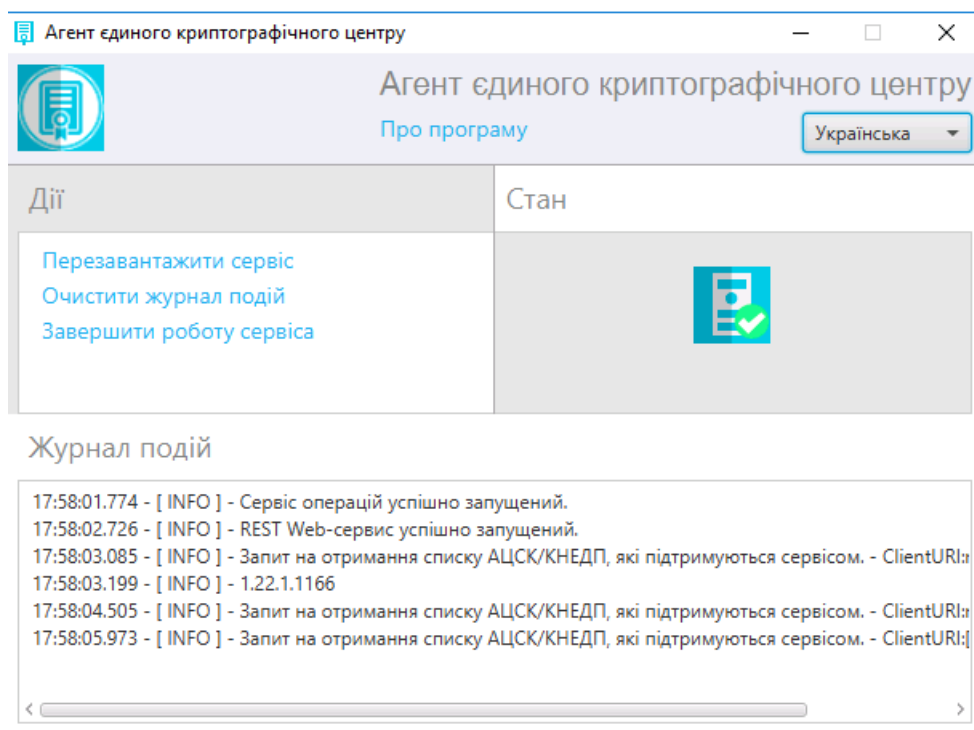 Агент єдиного криптографічного центру
Агент єдиного криптографічного центру
Про програму
Українська
Дії
Стан
Перезавантажити сервіс
Очистити журнал подій
Завершити роботу сервіса
Журнал подій
17:58:01.774 - [ INFO ] - Сервіс операцій успішно запущений.
17:58:02.726 - [ INFO ] - REST Web-сервис успішно запущений.
17:58:03.085 - [ INFO ] - Запит на отримання списку АЦСК/КНЕДП, які підтримуються сервісом. - ClientURI:
17:58:03.199 - [ INFO ] - 1.22.1.1166
17:58:04.505 - [ INFO ] - Запит на отримання списку АЦСК/КНЕДП, які підтримуються сервісом. - ClientURI:
17:58:05.973 - [ INFO ] - Запит на отримання списку АЦСК/КНЕДП, які підтримуються сервісом. - ClientURI:[